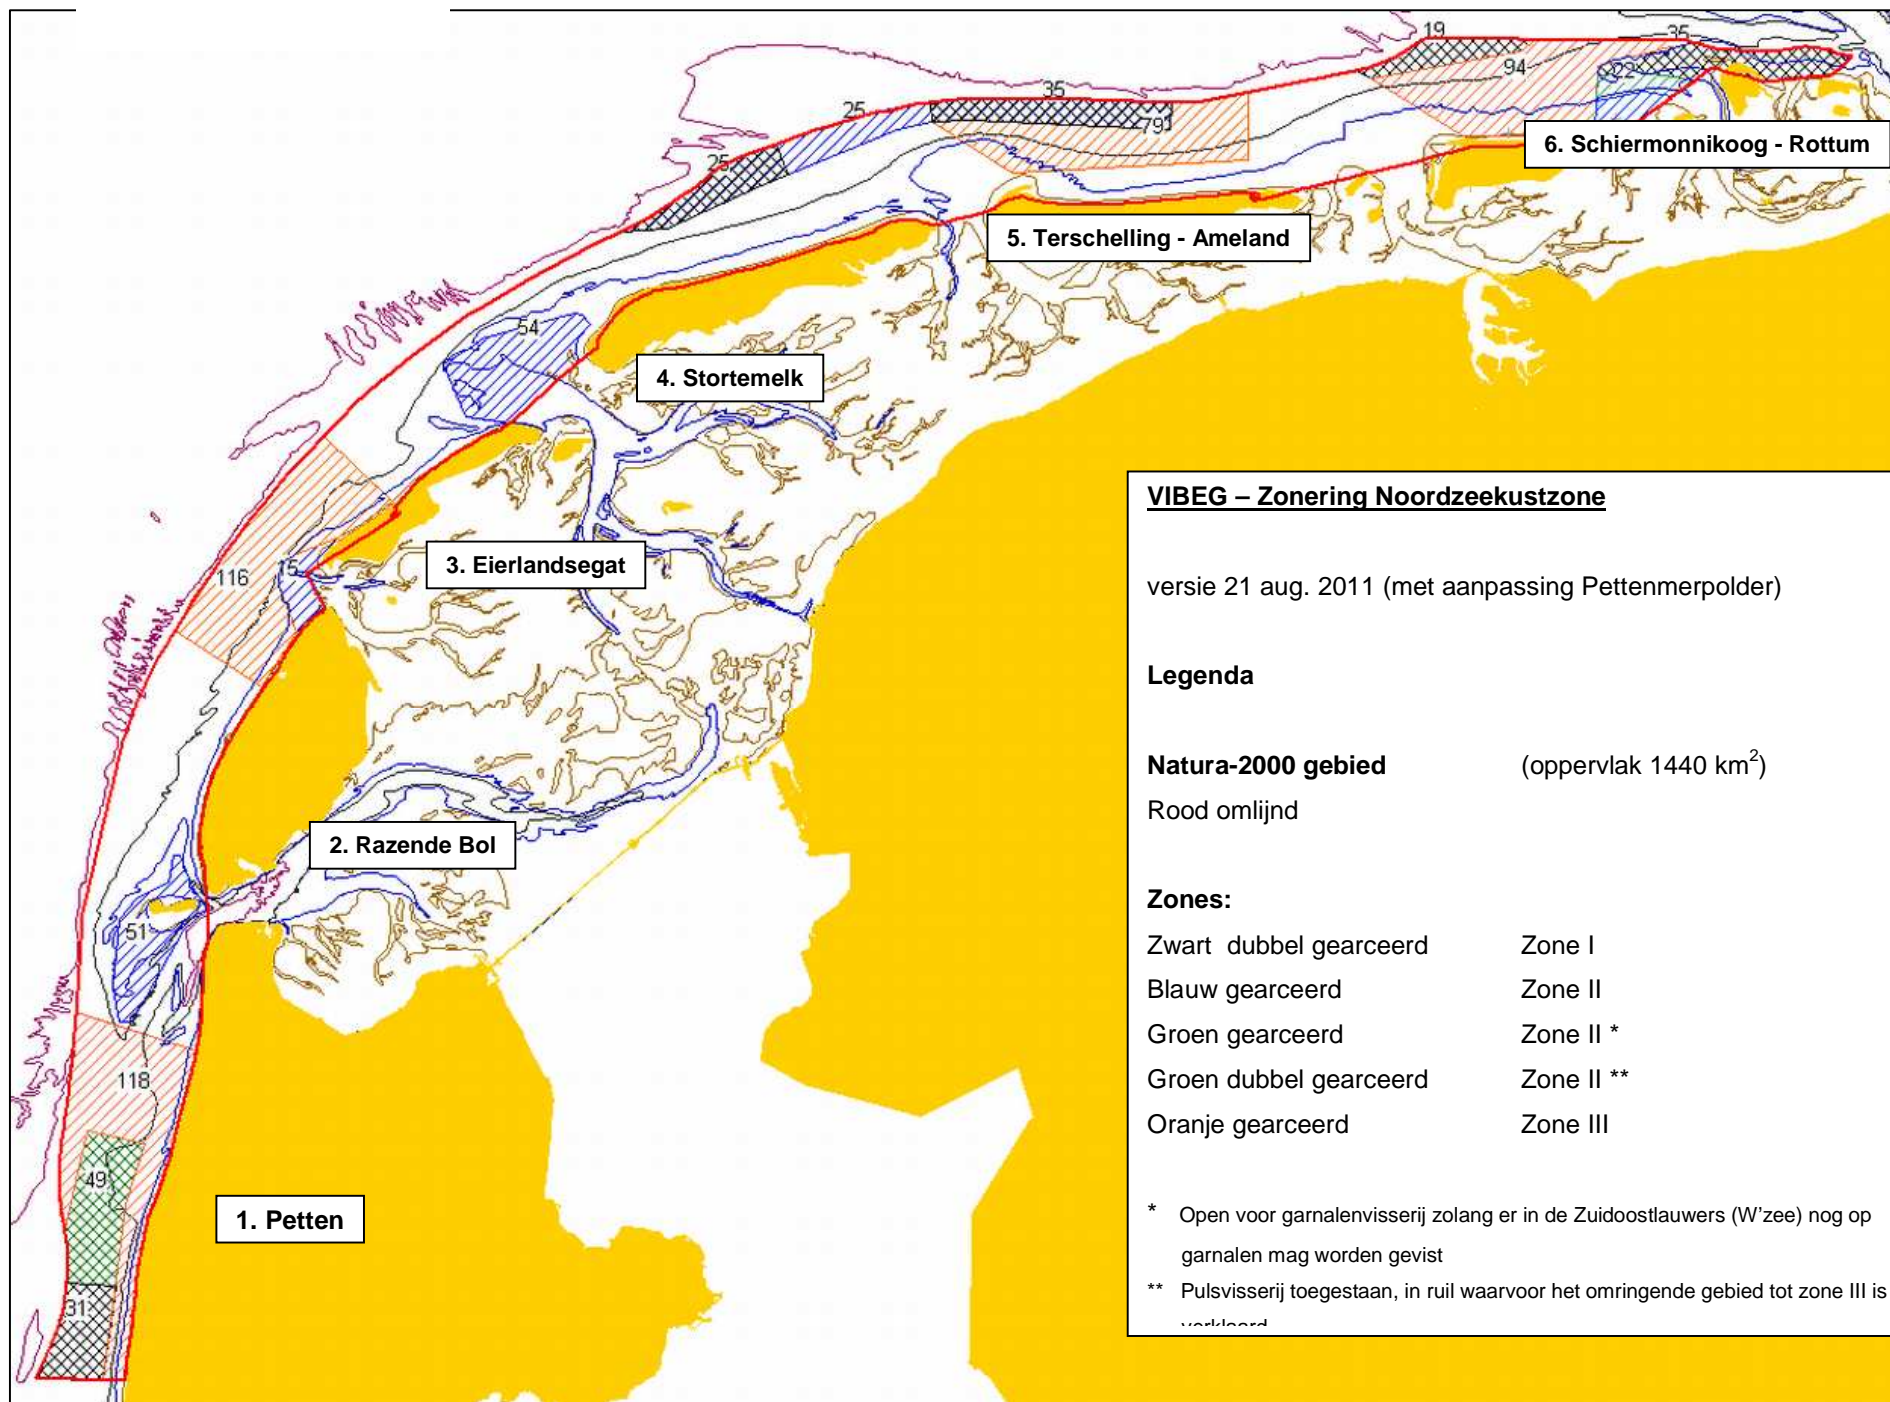 19
35
94
22
35
79
25
25
6. Schiermonnikoog - Rottum
5. Terschelling - Ameland
54
4. Stortemelk
116
15
3. Eierlandsegat
2. Razende Bol
51
118
49
1. Petten
31
VIBEG – Zonering Noordzeekustzone
versie 21 aug. 2011 (met aanpassing Pettenmerpolder)
Legenda
Natura-2000 gebied (oppervlak 1440 km²)
Rood omlijnd
Zones:
Zwart dubbel gearceerd Zone I
Blauw gearceerd Zone II
Groen gearceerd Zone II *
Groen dubbel gearceerd Zone II **
Oranje gearceerd Zone III
* Open voor garnalenvisserij zolang er in de Zuidoostlauwers (W'zee) nog op
garnalen mag worden gevist
** Pulsvisserij toegestaan, in ruil waarvoor het omringende gebied tot zone III is
verklaard